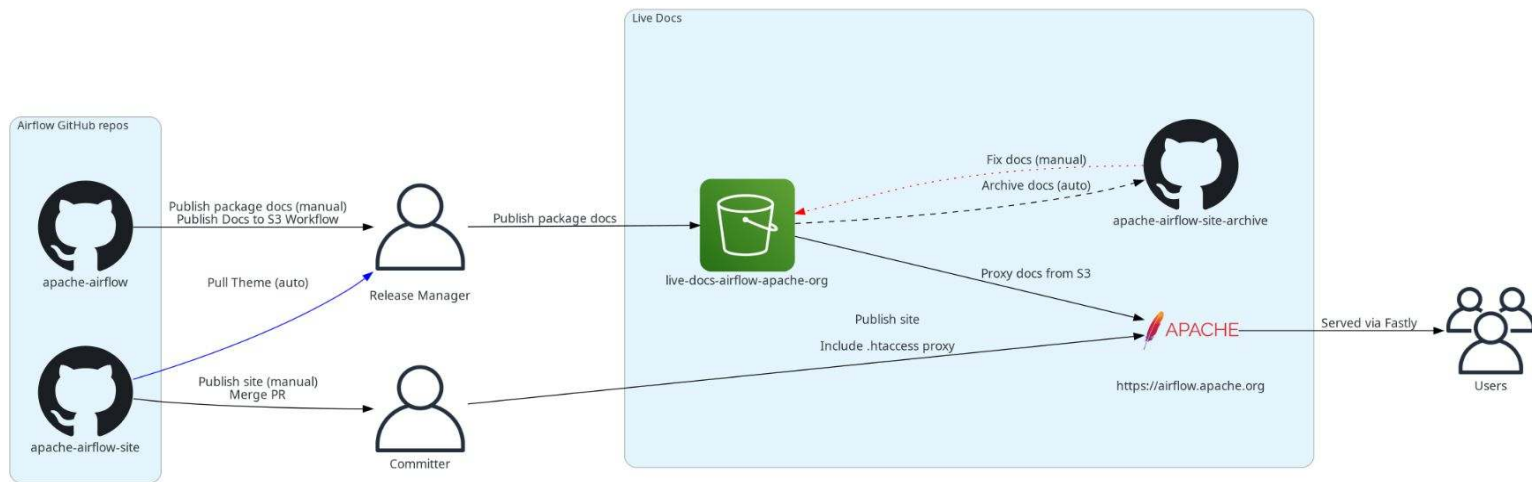 Live Docs
Airflow GitHub repos
Fix docs (manual)
Archive docs (auto)
apache-airflow-site-archive
Publish package docs (manual)
Publish Docs to S3 Workflow
Publish package docs
apache-airflow
live-docs-airflow-apache-org
Proxy docs from S3
Pull Theme (auto)
Release Manager
Publish site
Include .htaccess proxy
APACHE
Served via Fastly
https://airflow.apache.org
Users
Publish site (manual)
Merge PR
apache-airflow-site
Committer